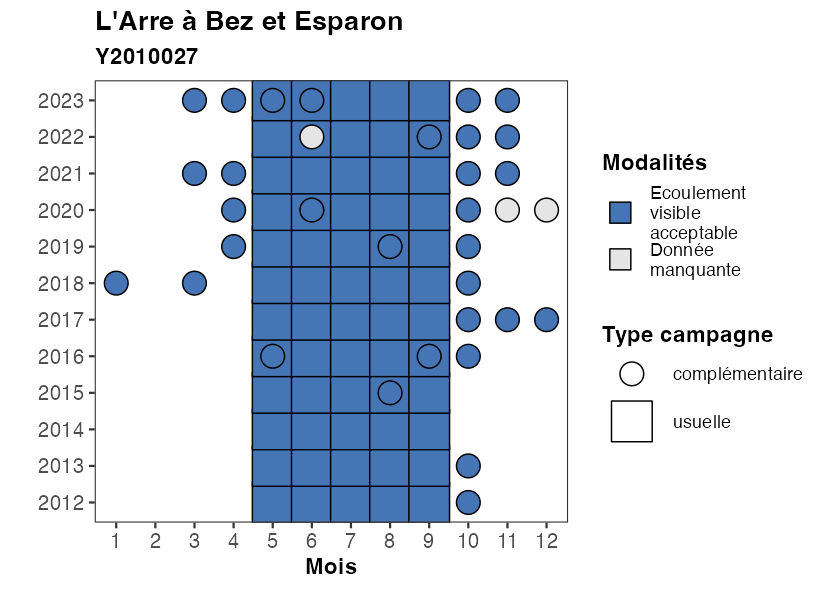 L'Arre à Bez et Esparon
Y2010027
2023
2022
2021
2020
2019
2018
2017
2016
2015
2014
2013
2012
1 2 3 4 5 6 7 8 9 10 11 12
Mois
Modalités
Ecoulement
visible
acceptable
Donnée
manquante
Type campagne
complémentaire
usuelle